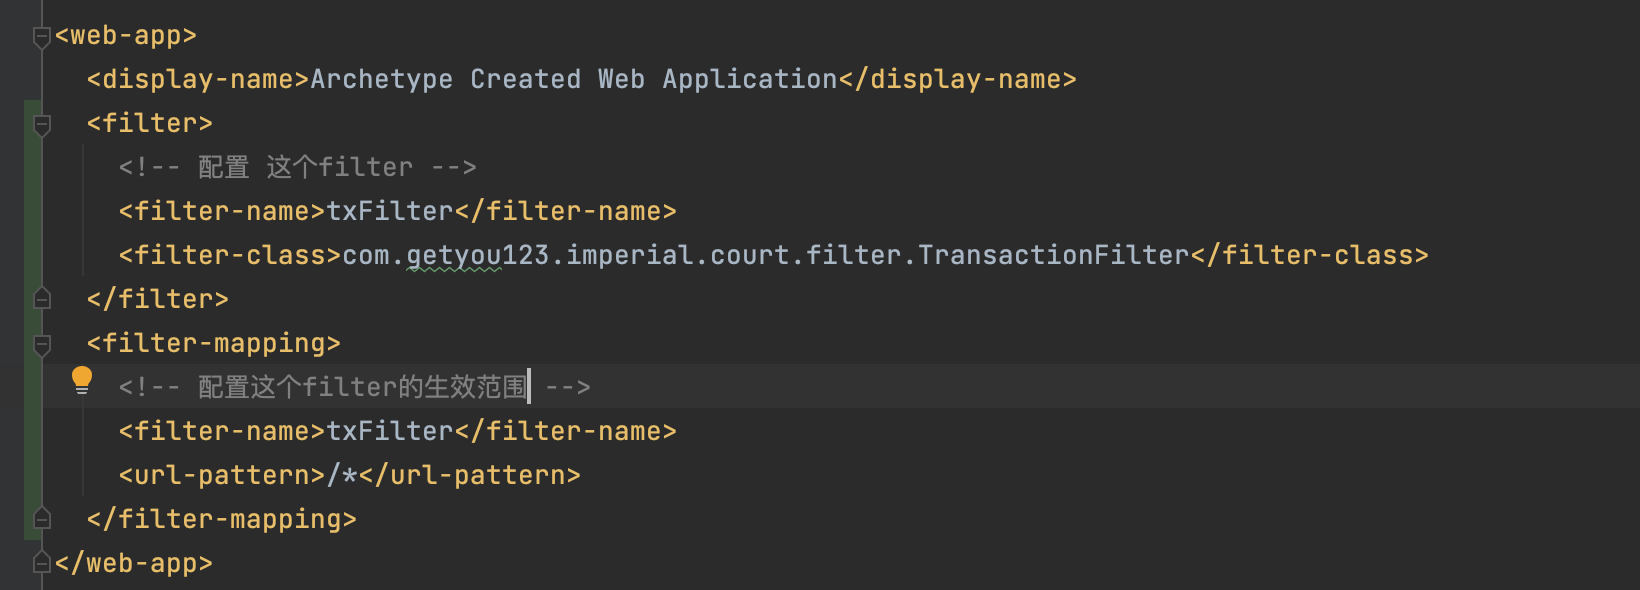 <web-app>
<display-name>Archetype Created Web Application</display-name>
<filter>
<!-- 配置 这个filter -->
<filter-name>txFilter</filter-name>
<filter-class>com.getyou123.imperial.court.filter.TransactionFilter</filter-class>
</filter>
<filter-mapping>
<!-- 配置这个filter的生效范围 -->
<filter-name>txFilter</filter-name>
<url-pattern>/*</url-pattern>
</filter-mapping>
</web-app>